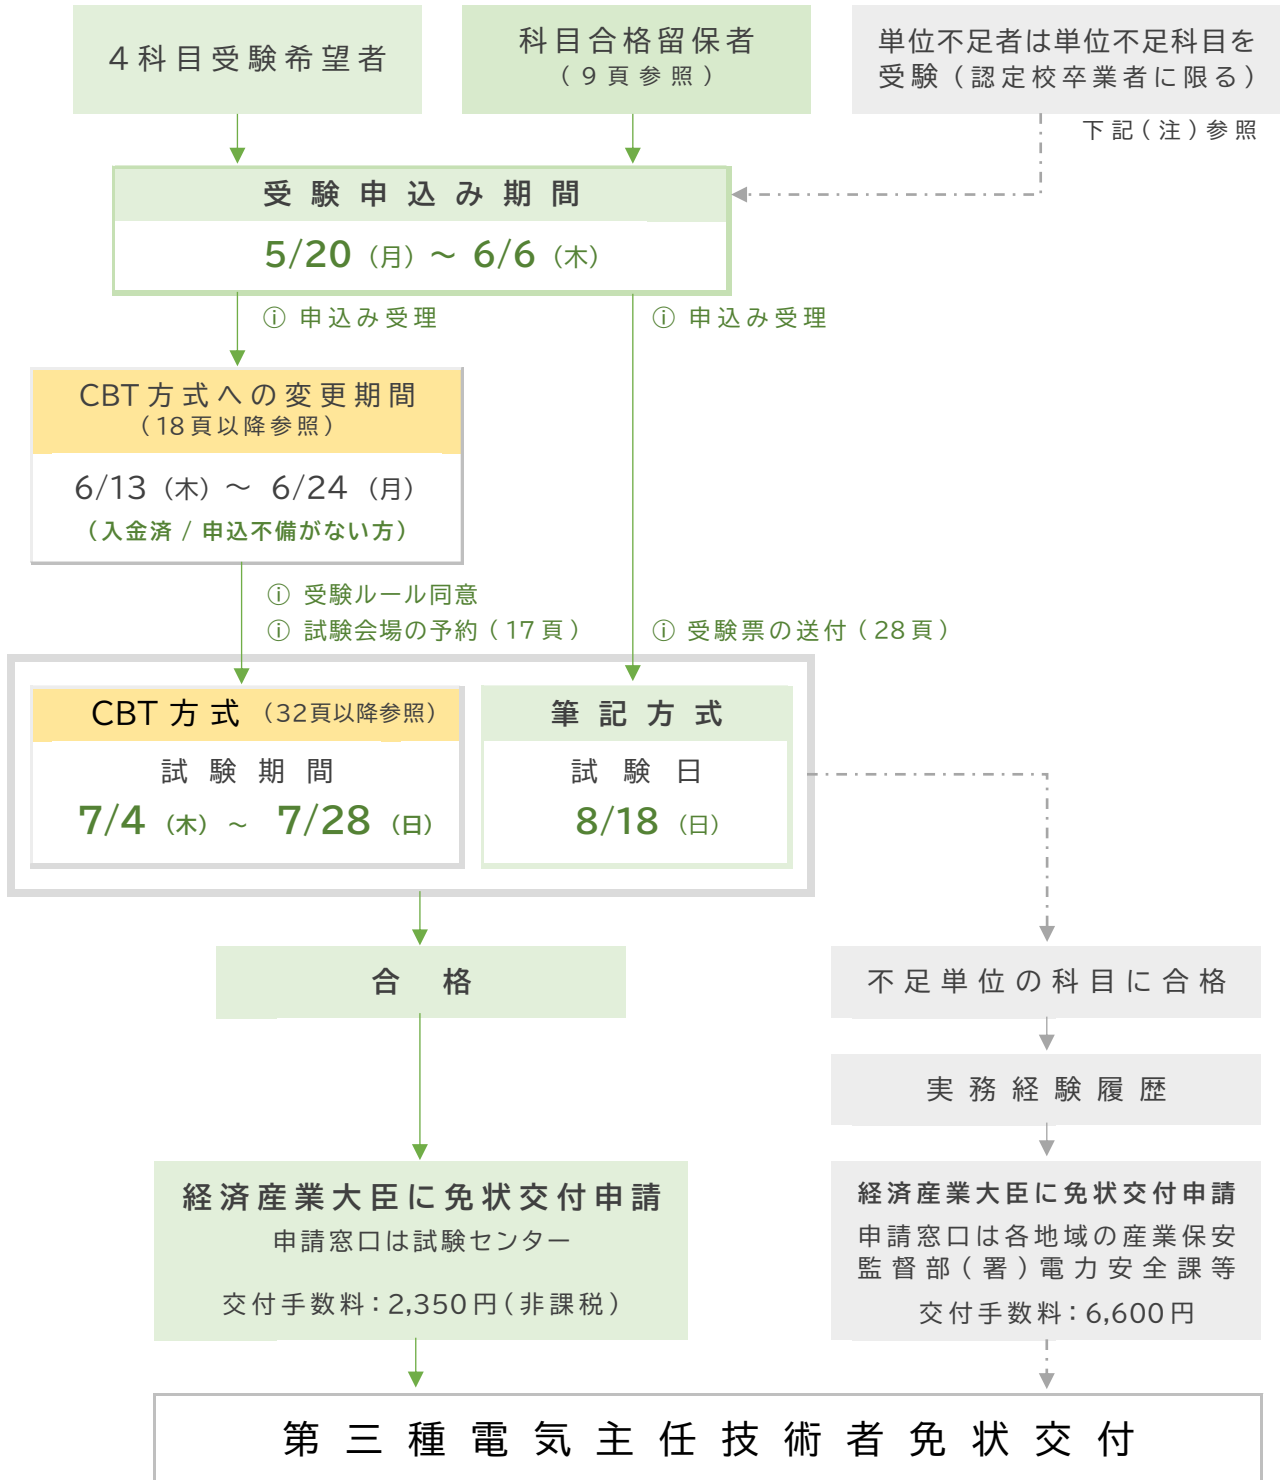 4科目受験希望者
科目合格留保者
（9頁参照）
単位不足者は単位不足科目を
受験（認定校卒業者に限る）
下記（注）参照
受験申込み期間
5/20（月）～ 6/6（木）
ⓘ 申込み受理
ⓘ 申込み受理
CBT方式への変更期間
（18頁以降参照）
6/13（木）～ 6/24（月）
（入金済 / 申込不備がない方）
ⓘ 受験ルール同意
ⓘ 試験会場の予約（17頁）
ⓘ 受験票の送付（28頁）
CBT方式（32頁以降参照）
試験期間
7/4（木）～ 7/28（日）
筆記方式
試験日
8/18（日）
合格
不足単位の科目に合格
実務経験履歴
経済産業大臣に免状交付申請
申請窓口は試験センター
交付手数料：2,350円（非課税）
経済産業大臣に免状交付申請
申請窓口は各地域の産業保安
監督部（署）電力安全課等
交付手数料：6,600円
第三種電気主任技術者免状交付